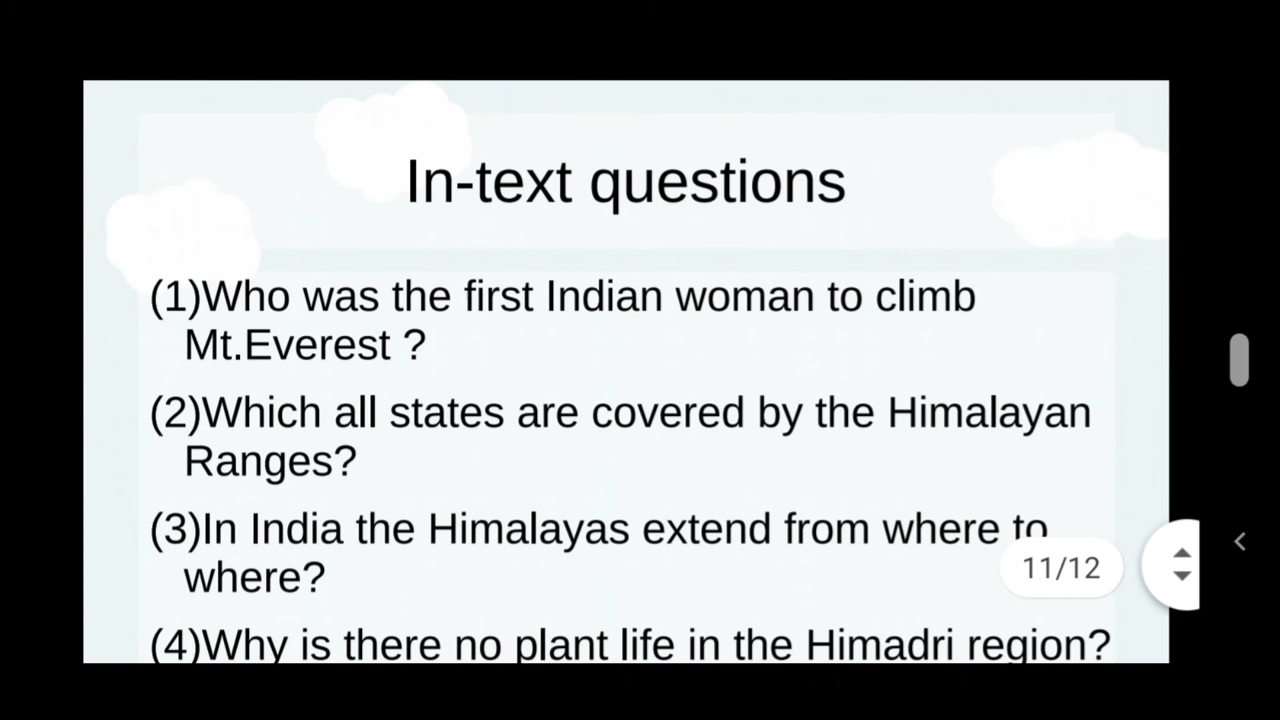 In-text questions
(1)Who was the first Indian woman to climb
Mt.Everest ?
(2)Which all states are covered by the Himalayan
Ranges?
(3)In India the Himalayas extend from where to
where?
11/12
(4)Why is there no plant life in the Himadri region?